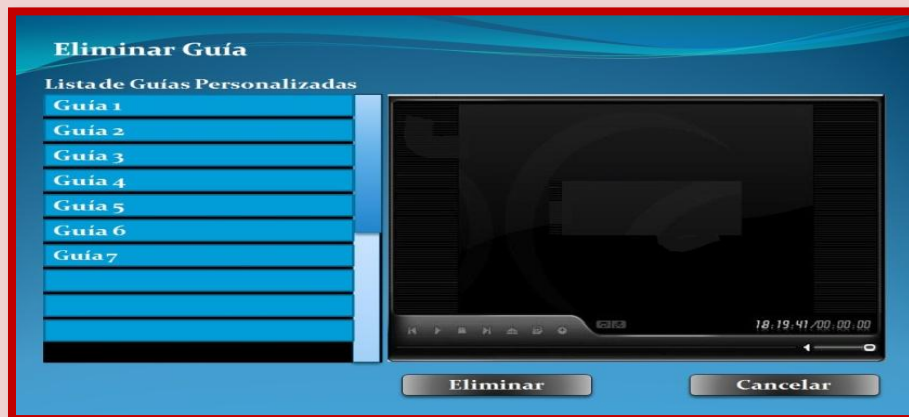 Eliminar Guía
Lista de Guías Personalizadas
Guía 1
Guía 2
Guía 3
Guía 4
Guía 5
Guía 6
Guía 7
18:19:41/00:00:00
Eliminar
Cancelar